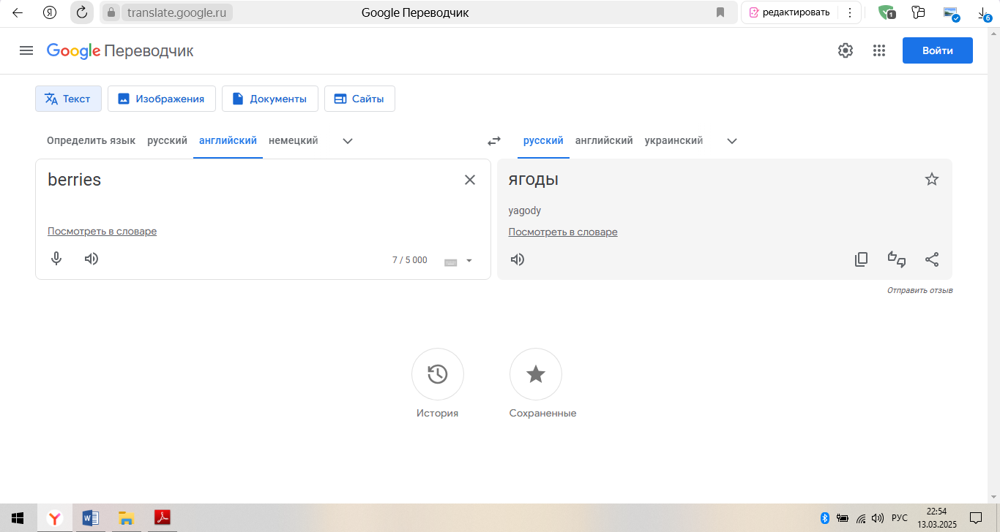 translate.google.ru
Google Переводчик
редактировать
1
6
Google Переводчик
Войти
Текст
Изображения
Документы
Сайты
Определить язык русский английский немецкий
русский английский украинский
berries
ягоды
yagody
Посмотреть в словаре
Посмотреть в словаре
7 / 5 000
Отправить отзыв
История
Сохраненные
РУС
22:54
13.03.2025